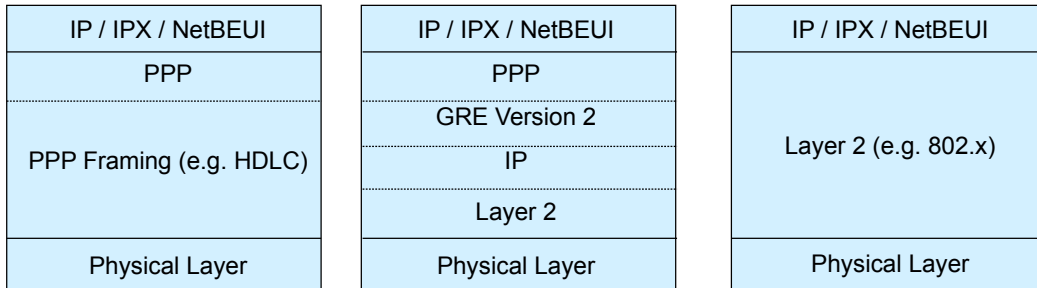 IP / IPX / NetBEUI
PPP
PPP Framing (e.g. HDLC)
Physical Layer
IP / IPX / NetBEUI
PPP
GRE Version 2
IP
Layer 2
Physical Layer
IP / IPX / NetBEUI
Layer 2 (e.g. 802.x)
Physical Layer